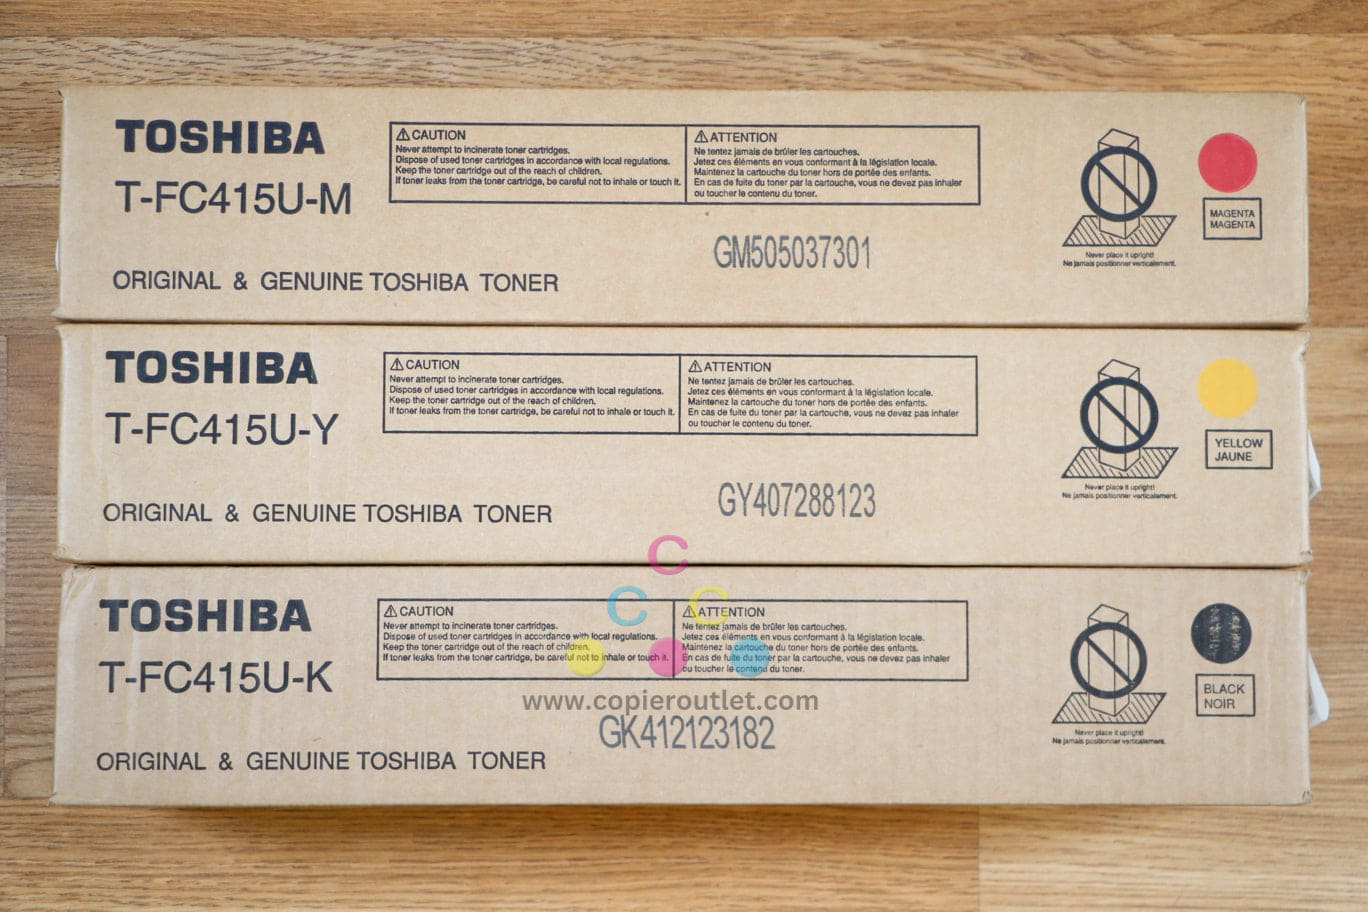 TOSHIBA
T-FC415U-M
ORIGINAL & GENUINE TOSHIBA TONER
⚠CAUTION
Never attempt to incinerate toner cartridges.
Dispose of used toner cartridges in accordance with local regulations.
Keep the toner cartridge out of the reach of children.
If toner leaks from the toner cartridge, be careful not to inhale or touch it.
⚠ATTENTION
Ne tentez jamais de brûler les cartouches.
Jetez ces éléments en vous conformant à la législation locale.
Maintenez la cartouche du toner hors de portée des enfants.
En cas de fuite du toner par la cartouche, vous ne devez pas inhaler
ou toucher le contenu du toner.
GM505037301
Never place it upright!
Ne jamais positionner verticalement.
MAGENTA
MAGENTA
TOSHIBA
T-FC415U-Y
ORIGINAL & GENUINE TOSHIBA TONER
⚠CAUTION
Never attempt to incinerate toner cartridges.
Dispose of used toner cartridges in accordance with local regulations.
Keep the toner cartridge out of the reach of children.
If toner leaks from the toner cartridge, be careful not to inhale or touch it.
⚠ATTENTION
Ne tentez jamais de brûler les cartouches.
Jetez ces éléments en vous conformant à la législation locale.
Maintenez la cartouche du toner hors de portée des enfants.
En cas de fuite du toner par la cartouche, vous ne devez pas inhaler
ou toucher le contenu du toner.
GY407288123
Never place it upright!
Ne jamais positionner verticalement.
YELLOW
JAUNE
TOSHIBA
T-FC415U-K
ORIGINAL & GENUINE TOSHIBA TONER
⚠CAUTION
Never attempt to incinerate toner cartridges.
Dispose of used toner cartridges in accordance with local regulations.
Keep the toner cartridge out of the reach of children.
If toner leaks from the toner cartridge, be careful not to inhale or touch it.
⚠ATTENTION
Ne tentez jamais de brûler les cartouches.
Jetez ces éléments en vous conformant à la législation locale.
Maintenez la cartouche du toner hors de portée des enfants.
En cas de fuite du toner par la cartouche, vous ne devez pas inhaler
ou toucher le contenu du toner.
C
C C
www.copieroutlet.com
GK412123182
Never place it upright!
Ne jamais positionner verticalement.
BLACK
NOIR